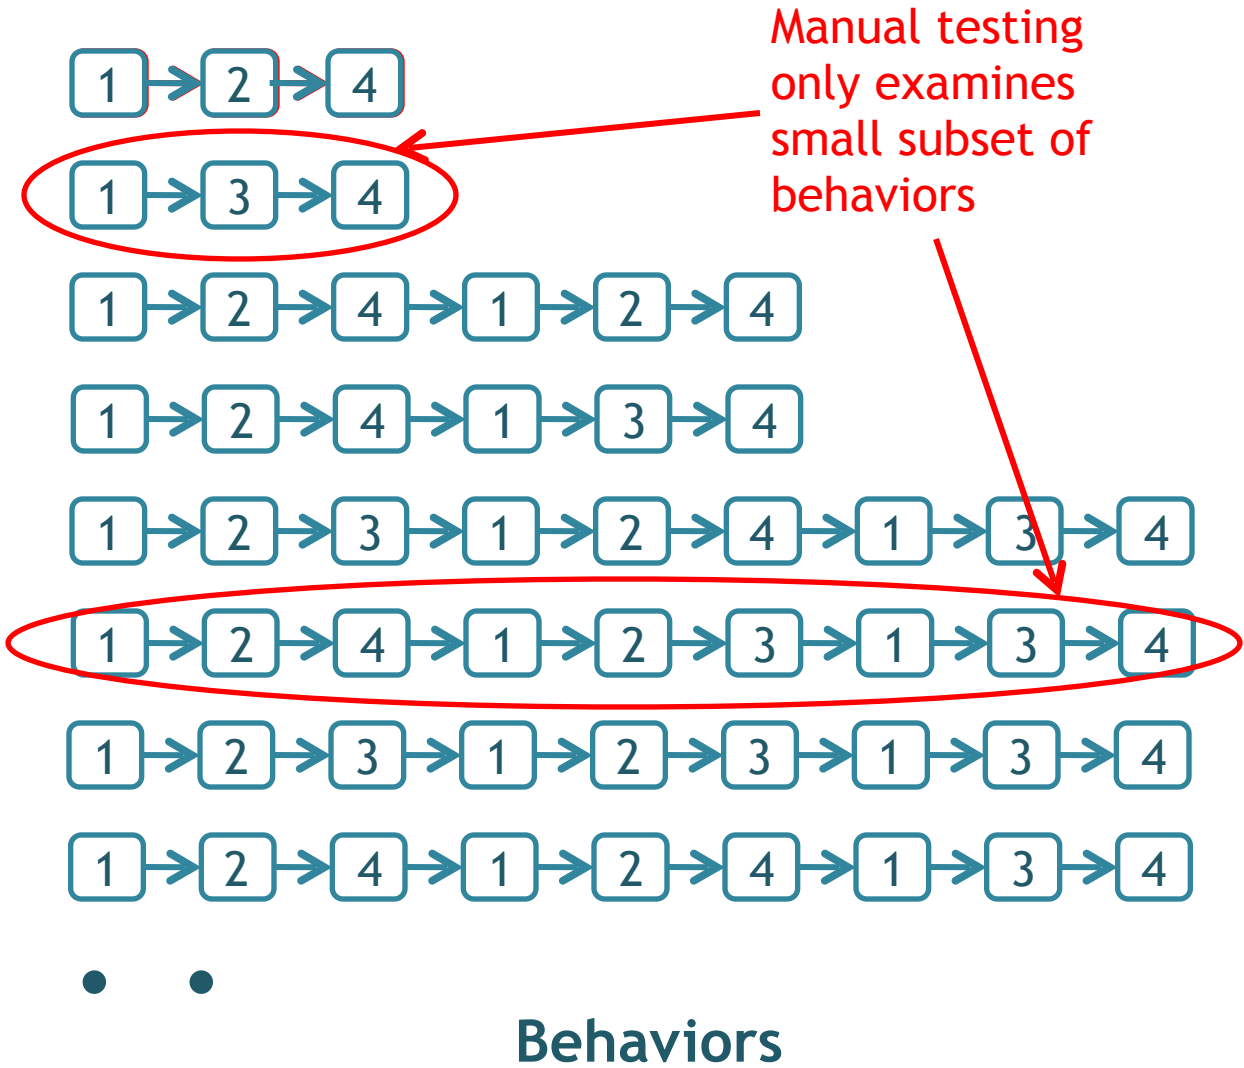 Manual testing
only examines
small subset of
behaviors
1 2 4
1 3 4
1 2 4 1 2 4
1 2 4 1 3 4
1 2 3 1 2 4 1 3 4
1 2 4 1 2 3 1 3 4
1 2 3 1 2 3 1 3 4
1 2 4 1 2 4 1 3 4
Behaviors